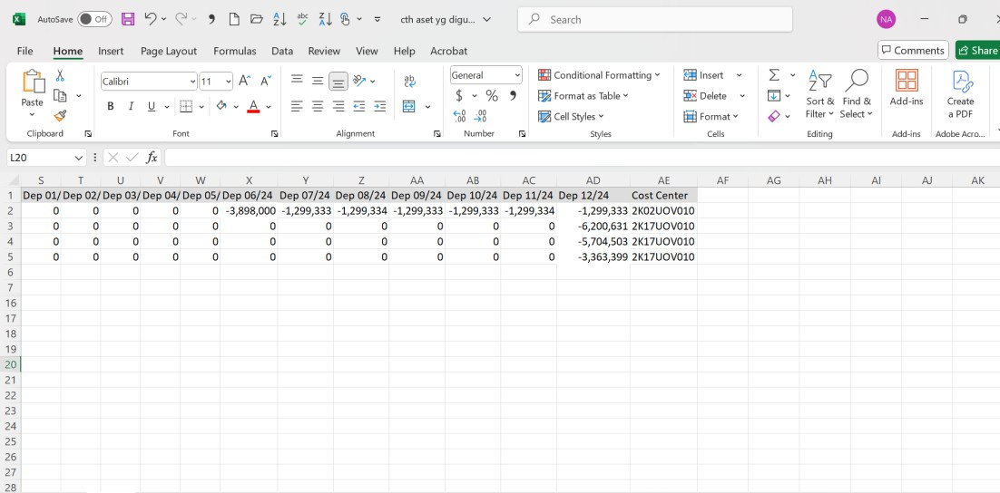 AutoSave Off cth aset yg digu... Search NA
File Home Insert Page Layout Formulas Data Review View Help Acrobat Comments Share
Paste Calibri 11 General Conditional Formatting Insert Sort & Filter Find & Select Add-ins Create a PDF
B I U Format as Table Delete
Cell Styles Format
Clipboard Font Alignment Number Styles Cells Editing Add-ins Adobe Acro...
L20 fx
S T U V W X Y Z AA AB AC AD AE AF AG AH AI AJ AK
1 Dep 01/ Dep 02/ Dep 03/ Dep 04/ Dep 05/ Dep 06/24 Dep 07/24 Dep 08/24 Dep 09/24 Dep 10/24 Dep 11/24 Dep 12/24 Cost Center
2 0 0 0 0 0 -3,898,000 -1,299,333 -1,299,334 -1,299,333 -1,299,333 -1,299,334 -1,299,333 2K02UOV010
3 0 0 0 0 0 0 0 0 0 0 0 -6,200,631 2K17UOV010
4 0 0 0 0 0 0 0 0 0 0 0 -5,704,503 2K17UOV010
5 0 0 0 0 0 0 0 0 0 0 0 -3,363,399 2K17UOV010
6
7
16
17
18
19
20
21
22
23
24
25
26
27
28